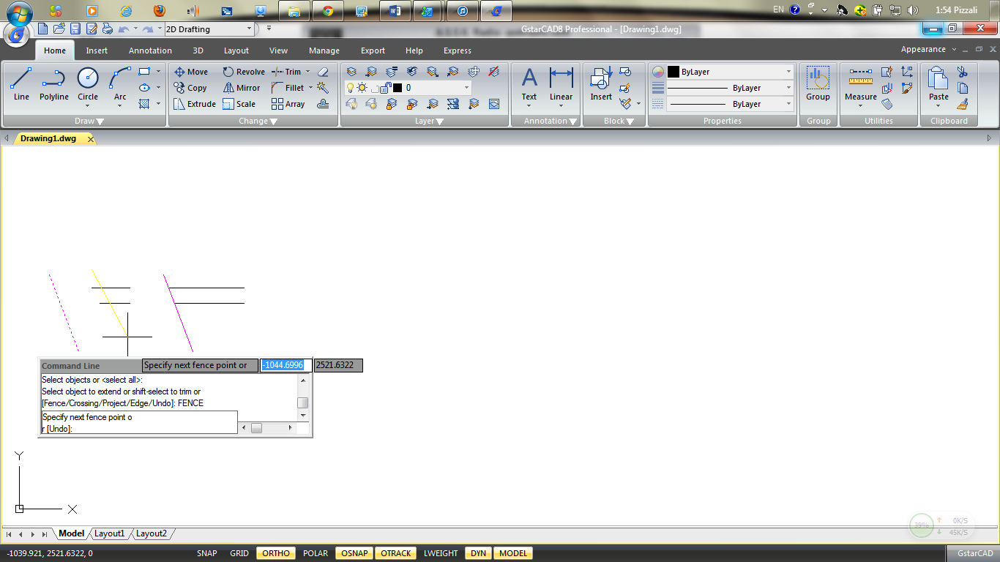 EN
1:54 Pizzali
2D Drafting
GstarCAD8 Professional - [Drawing1.dwg]
Home Insert Annotation 3D Layout View Manage Export Help Express
Appearance
Move Revolve Trim
Copy Mirror Fillet
Extrude Scale Array
Line Polyline Circle Arc
0
Text Linear
Insert
ByLayer
ByLayer
ByLayer
Group
Measure
Paste
Draw Change Layer Annotation Block Properties Group Utilities Clipboard
Drawing1.dwg
Command Line
Specify next fence point or -1044.6996 2521.6322
Select objects or <select all>:
Select object to extend or shift-select to trim or
[Fence/Crossing/Project/Edge/Undo]: FENCE
Specify next fence point o
r [Undo]:
Y
X
39%
0K/S
45K/S
Model Layout1 Layout2
-1039.921, 2521.6322, 0
SNAP GRID ORTHO POLAR OSNAP OTRACK LWEIGHT DYN MODEL
GstarCAD